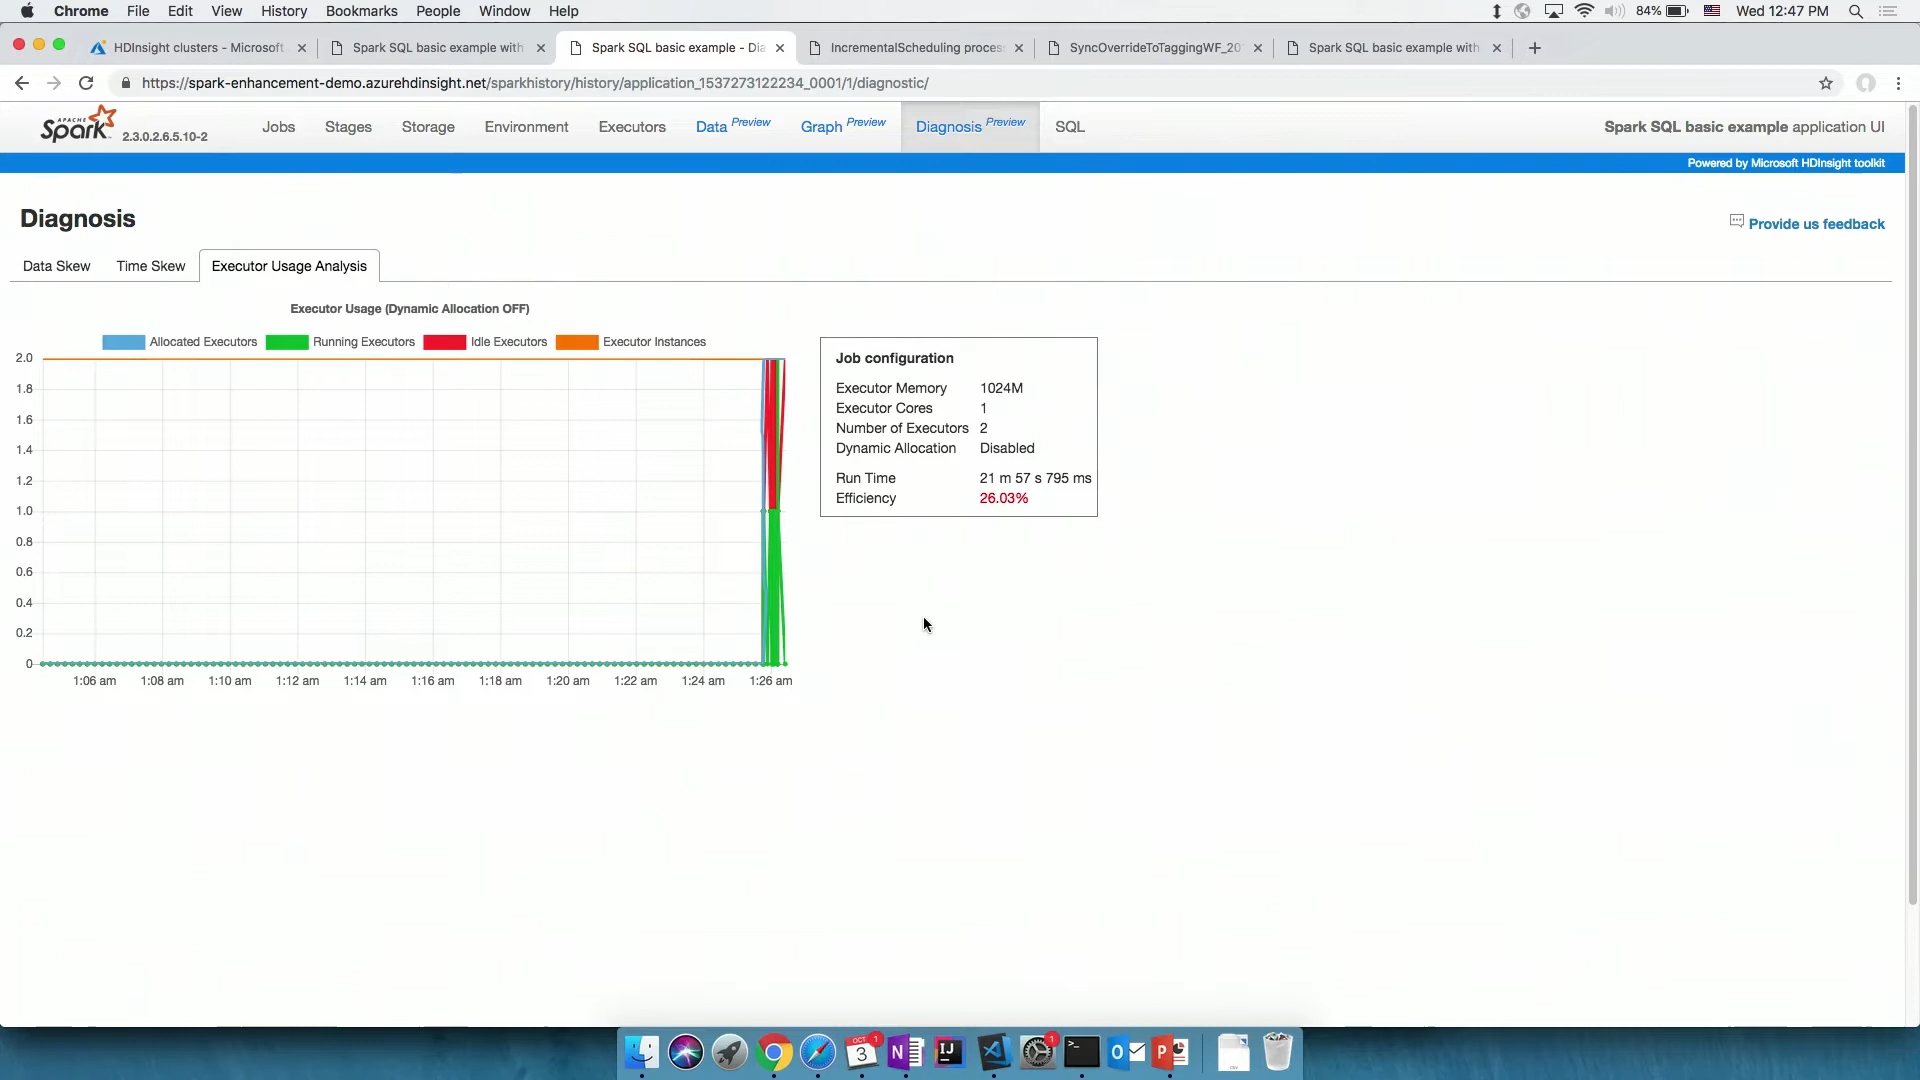 Chrome File Edit View History Bookmarks People Window Help 84% Wed 12:47 PM
HDInsight clusters - Microsoft Spark SQL basic example with Spark SQL basic example - Dia IncrementalScheduling proces SyncOverrideToTaggingWF_20 Spark SQL basic example with
https://spark-enhancement-demo.azurehdinsight.net/sparkhistory/history/application_1537273122234_0001/1/diagnostic/
APACHE Spark 2.3.0.2.6.5.10-2 Jobs Stages Storage Environment Executors Data Preview Graph Preview Diagnosis Preview SQL Spark SQL basic example application UI
Powered by Microsoft HDInsight toolkit
Diagnosis
Provide us feedback
Data Skew Time Skew Executor Usage Analysis
Executor Usage (Dynamic Allocation OFF)
Allocated Executors Running Executors Idle Executors Executor Instances
2.0
1.8
1.6
1.4
1.2
1.0
0.8
0.6
0.4
0.2
0
1:06 am 1:08 am 1:10 am 1:12 am 1:14 am 1:16 am 1:18 am 1:20 am 1:22 am 1:24 am 1:26 am
Job configuration
Executor Memory 1024M
Executor Cores 1
Number of Executors 2
Dynamic Allocation Disabled
Run Time 21 m 57 s 795 ms
Efficiency 26.03%
OCT 3 1 N IJ 1 >_ O P